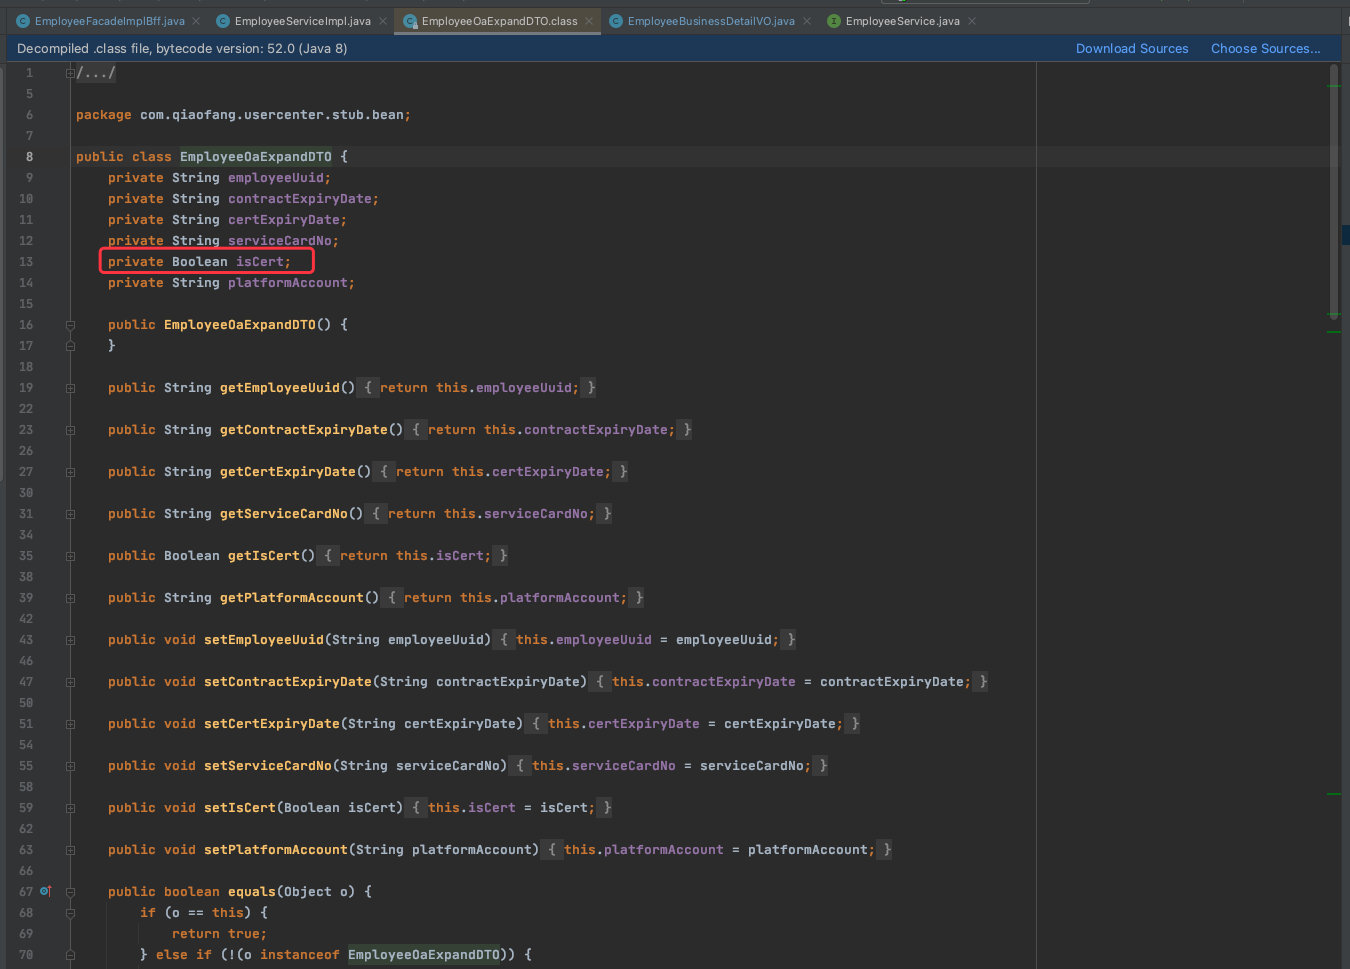 EmployeeFacadeImplBff.java
EmployeeServiceImpl.java
EmployeeOaExpandDTO.class
EmployeeBusinessDetailVO.java
EmployeeService.java
Decompiled .class file, bytecode version: 52.0 (Java 8)
Download Sources
Choose Sources...
1 /.../
5
6 package com.qiaofang.usercenter.stub.bean;
7
8 public class EmployeeOaExpandDTO {
9 private String employeeUuid;
10 private String contractExpiryDate;
11 private String certExpiryDate;
12 private String serviceCardNo;
13 private Boolean isCert;
14 private String platformAccount;
15
16 public EmployeeOaExpandDTO() {
17 }
18
19 public String getEmployeeUuid() { return this.employeeUuid; }
22
23 public String getContractExpiryDate() { return this.contractExpiryDate; }
26
27 public String getCertExpiryDate() { return this.certExpiryDate; }
30
31 public String getServiceCardNo() { return this.serviceCardNo; }
34
35 public Boolean getIsCert() { return this.isCert; }
38
39 public String getPlatformAccount() { return this.platformAccount; }
42
43 public void setEmployeeUuid(String employeeUuid) { this.employeeUuid = employeeUuid; }
46
47 public void setContractExpiryDate(String contractExpiryDate) { this.contractExpiryDate = contractExpiryDate; }
50
51 public void setCertExpiryDate(String certExpiryDate) { this.certExpiryDate = certExpiryDate; }
54
55 public void setServiceCardNo(String serviceCardNo) { this.serviceCardNo = serviceCardNo; }
58
59 public void setIsCert(Boolean isCert) { this.isCert = isCert; }
62
63 public void setPlatformAccount(String platformAccount) { this.platformAccount = platformAccount; }
66
67 public boolean equals(Object o) {
68 if (o == this) {
69 return true;
70 } else if (!(o instanceof EmployeeOaExpandDTO)) {